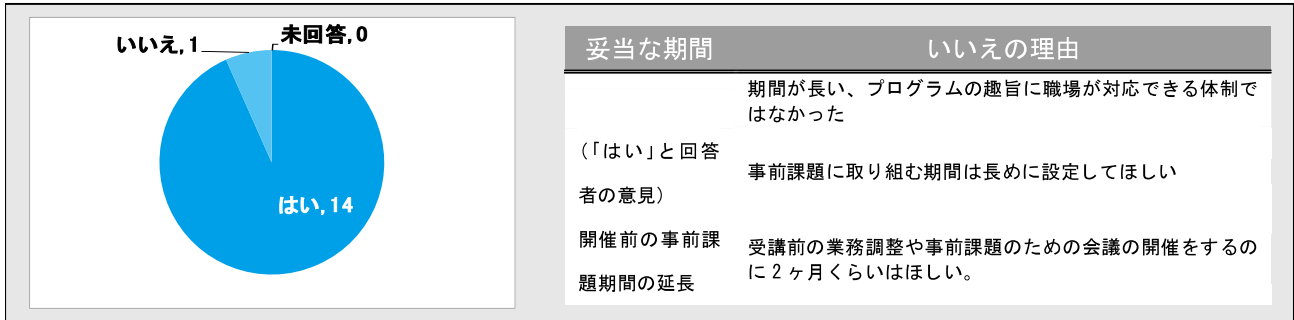 いいえ,1
未回答,0
はい,14
妥当な期間
いいえの理由
期間が長い、プログラムの趣旨に職場が対応できる体制で
はなかった
(「はい」と回答
者の意見)
事前課題に取り組む期間は長めに設定してほしい
開催前の事前課
題期間の延長
受講前の業務調整や事前課題のための会議の開催をするの
に2ヶ月くらいはほしい。